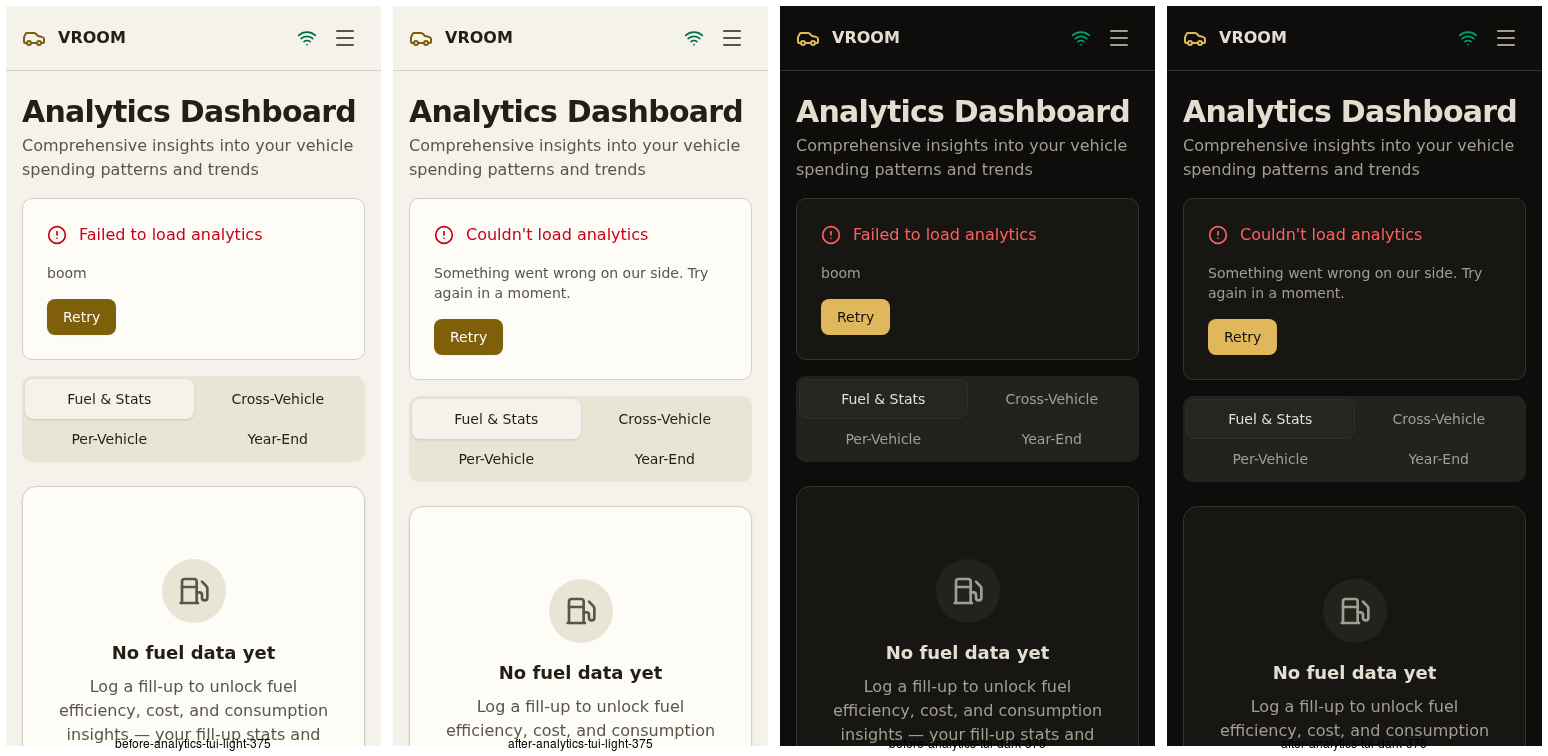 VROOM
Analytics Dashboard
Comprehensive insights into your vehicle
spending patterns and trends
Failed to load analytics
boom
Retry
Fuel & Stats
Cross-Vehicle
Per-Vehicle
Year-End
No fuel data yet
Log a fill-up to unlock fuel
efficiency, cost, and consumption
insights — your fill-up stats and
before-analytics-tui-light-375
VROOM
Analytics Dashboard
Comprehensive insights into your vehicle
spending patterns and trends
Couldn't load analytics
Something went wrong on our side. Try
again in a moment.
Retry
Fuel & Stats
Cross-Vehicle
Per-Vehicle
Year-End
No fuel data yet
Log a fill-up to unlock fuel
efficiency, cost, and consumption
after-analytics-tui-light-375
VROOM
Analytics Dashboard
Comprehensive insights into your vehicle
spending patterns and trends
Failed to load analytics
boom
Retry
Fuel & Stats
Cross-Vehicle
Per-Vehicle
Year-End
No fuel data yet
Log a fill-up to unlock fuel
efficiency, cost, and consumption
insights — your fill-up stats and
before-analytics-tui-dark-375
VROOM
Analytics Dashboard
Comprehensive insights into your vehicle
spending patterns and trends
Couldn't load analytics
Something went wrong on our side. Try
again in a moment.
Retry
Fuel & Stats
Cross-Vehicle
Per-Vehicle
Year-End
No fuel data yet
Log a fill-up to unlock fuel
efficiency, cost, and consumption
after-analytics-tui-dark-375